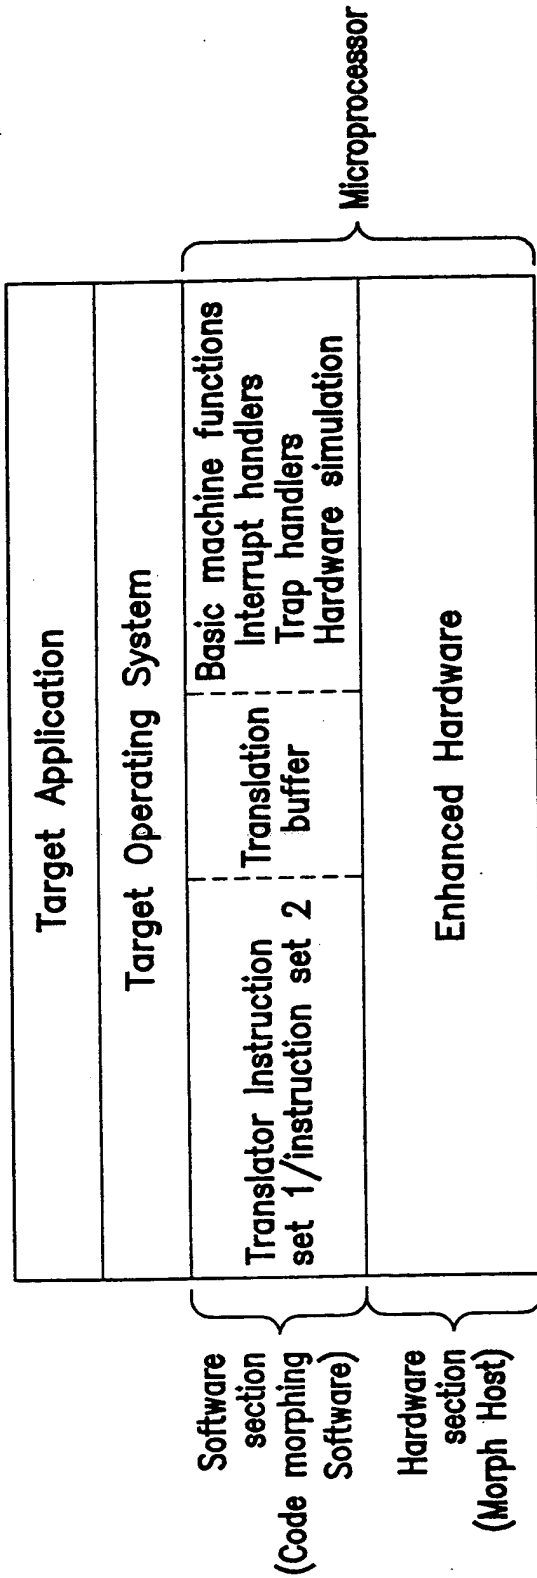 Target Application
Target Operating System
Software
section
(Code morphing
Software)
Translator Instruction
set 1/instruction set 2
Translation
buffer
Basic machine functions
Interrupt handlers
Trap handlers
Hardware simulation
Microprocessor
Hardware
section
(Morph Host)
Enhanced Hardware